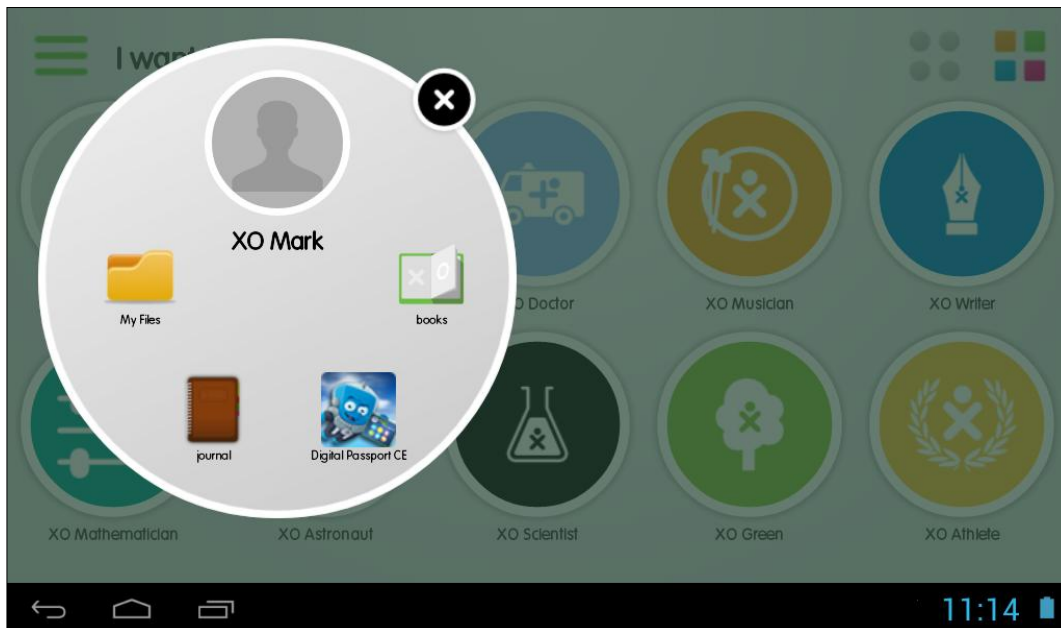 I want
XO Mark
My Files
books
journal
Digital Passport CE
Doctor
XO Musician
XO Writer
XO Mathematician
XO Astronaut
XO Scientist
XO Green
XO Athlete
11:14